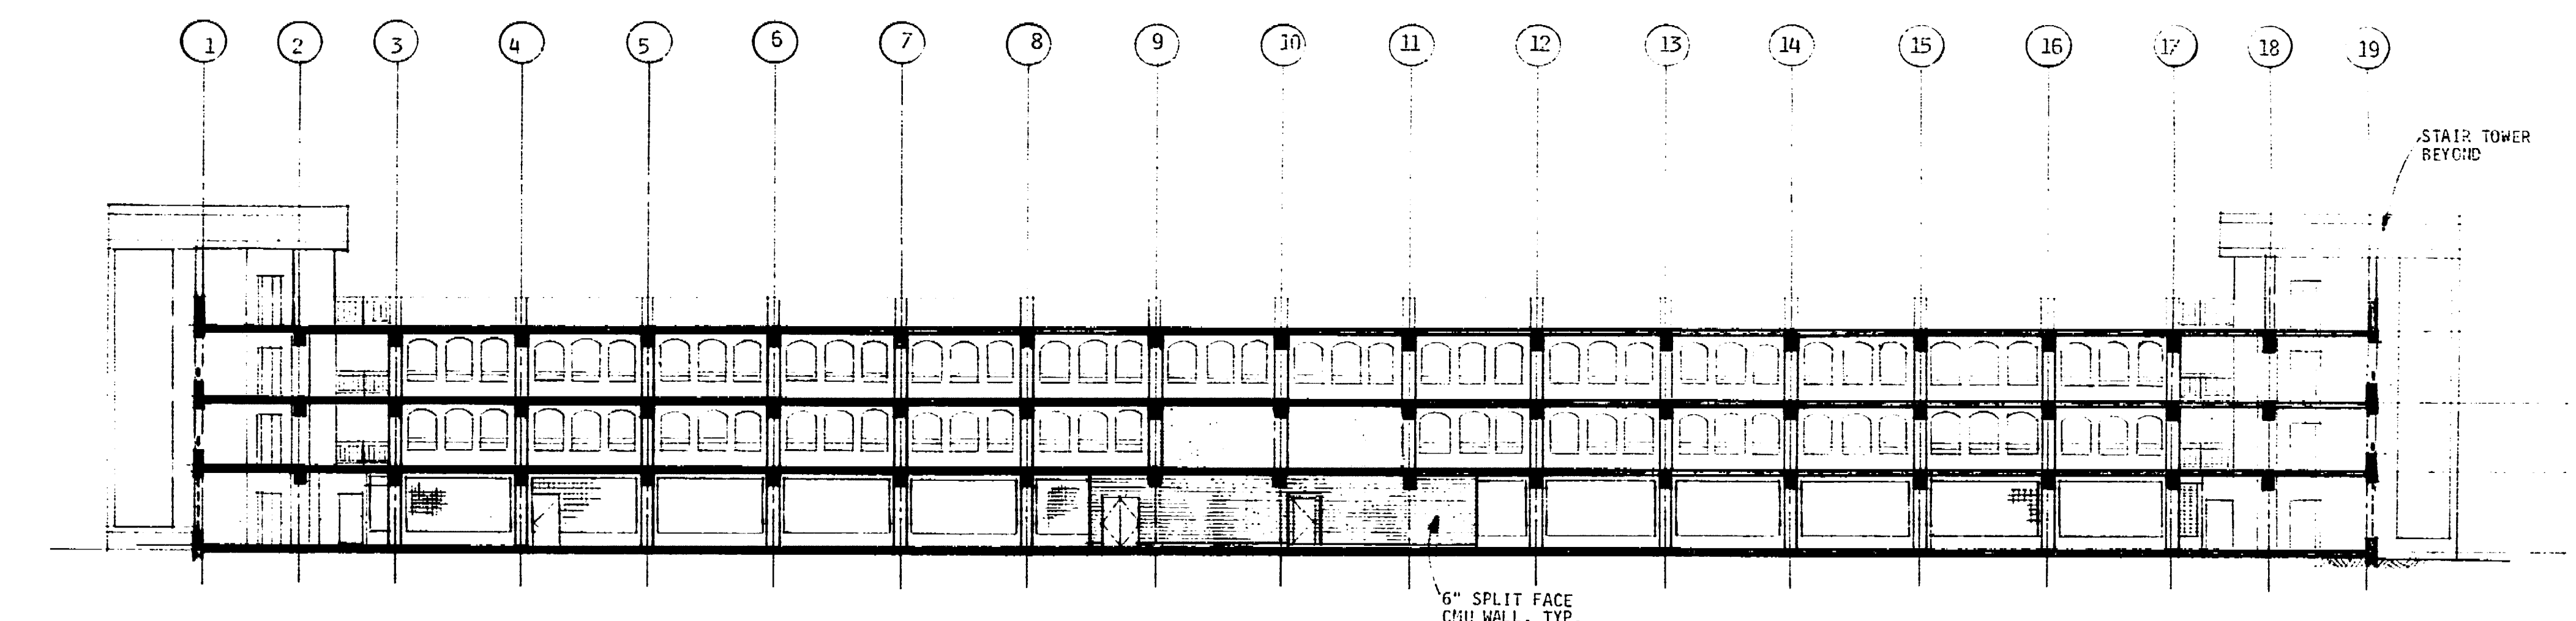 1 2 3 4 5 6 7 8 9 10 11 12 13 14 15 16 17 18 19
STAIR TOWER
BEYOND
6" SPLIT FACE
CMU WALL, TYP.